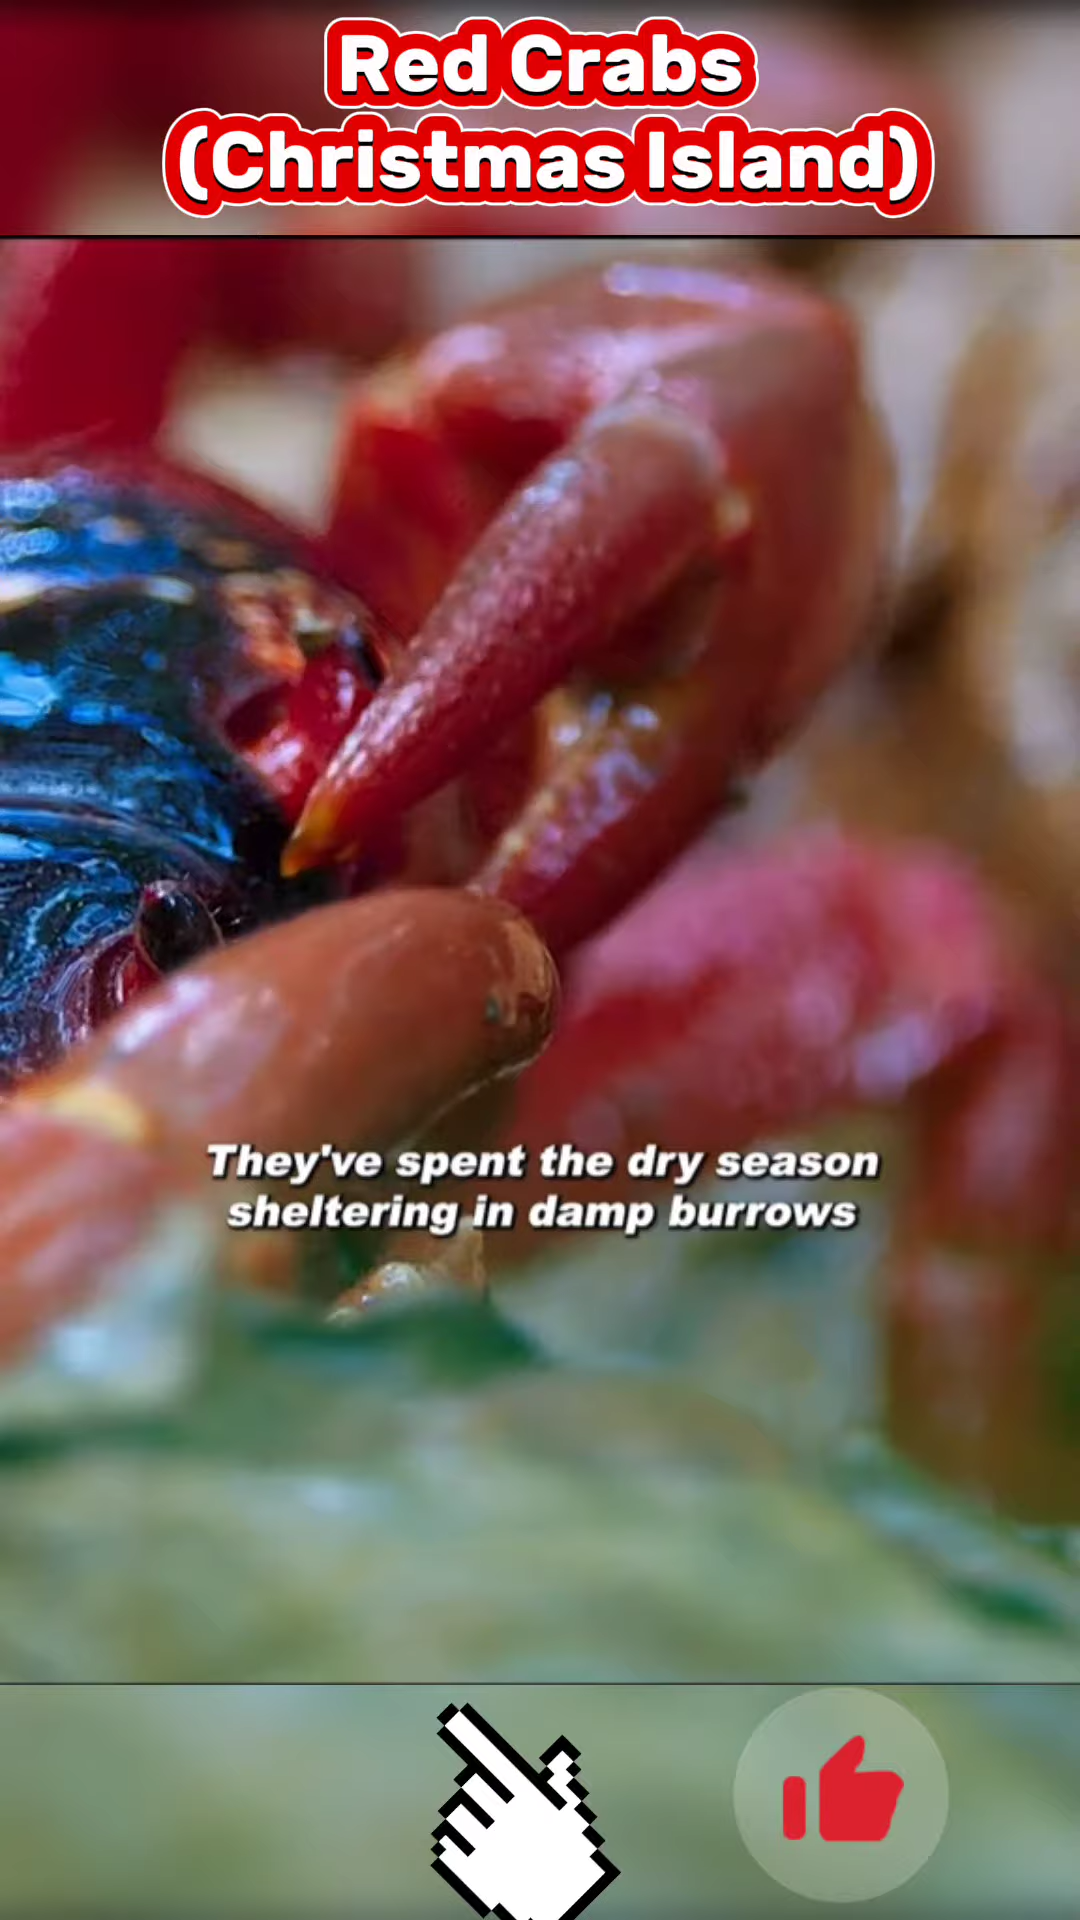 Red Crabs
(Christmas Island)
They've spent the dry season
sheltering in damp burrows